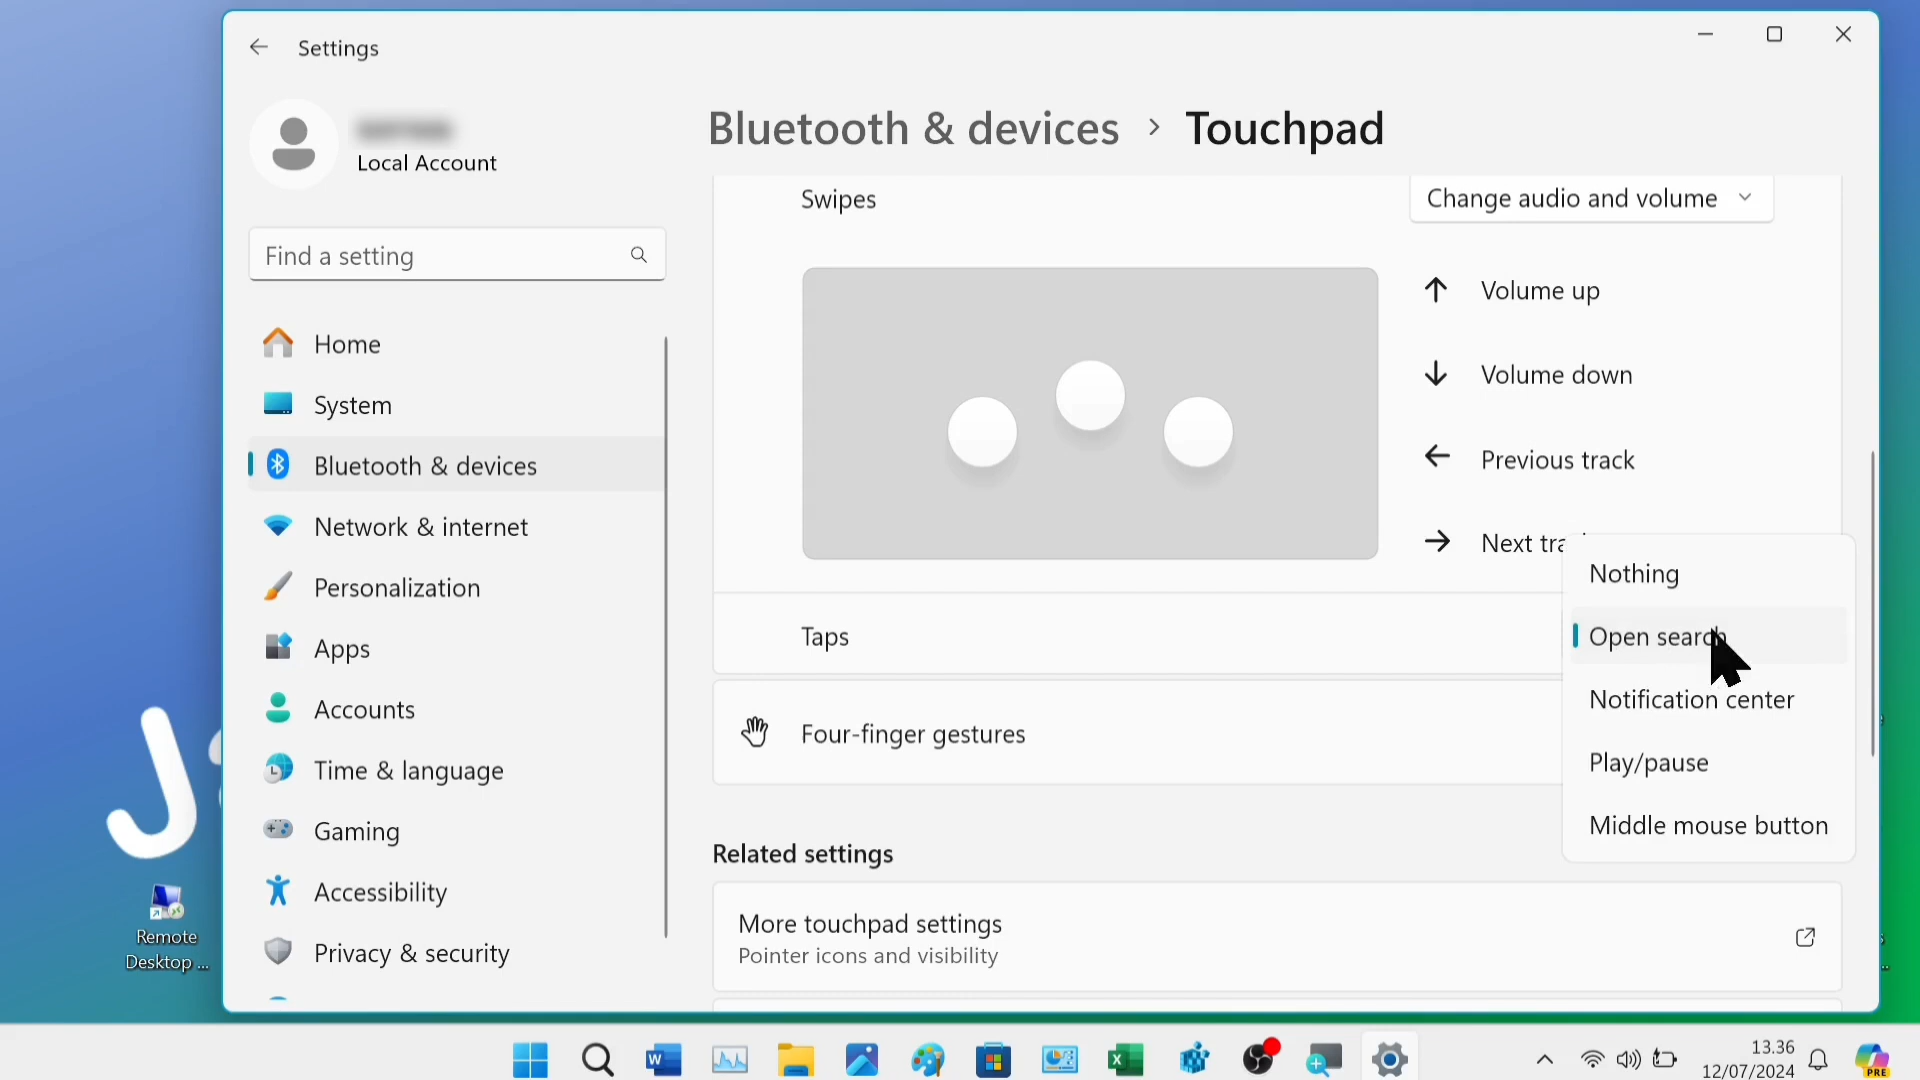 Settings
Local Account
Find a setting
Home
System
Bluetooth & devices
Network & internet
Personalization
Apps
Accounts
Time & language
Gaming
Accessibility
Privacy & security
Bluetooth & devices > Touchpad
Swipes
Change audio and volume
Volume up
Volume down
Previous track
Next
Taps
Nothing
Open search
Notification center
Play/pause
Middle mouse button
Four-finger gestures
Related settings
More touchpad settings
Pointer icons and visibility
Remote
Desktop ...
W
13.36
12/07/2024
PRE